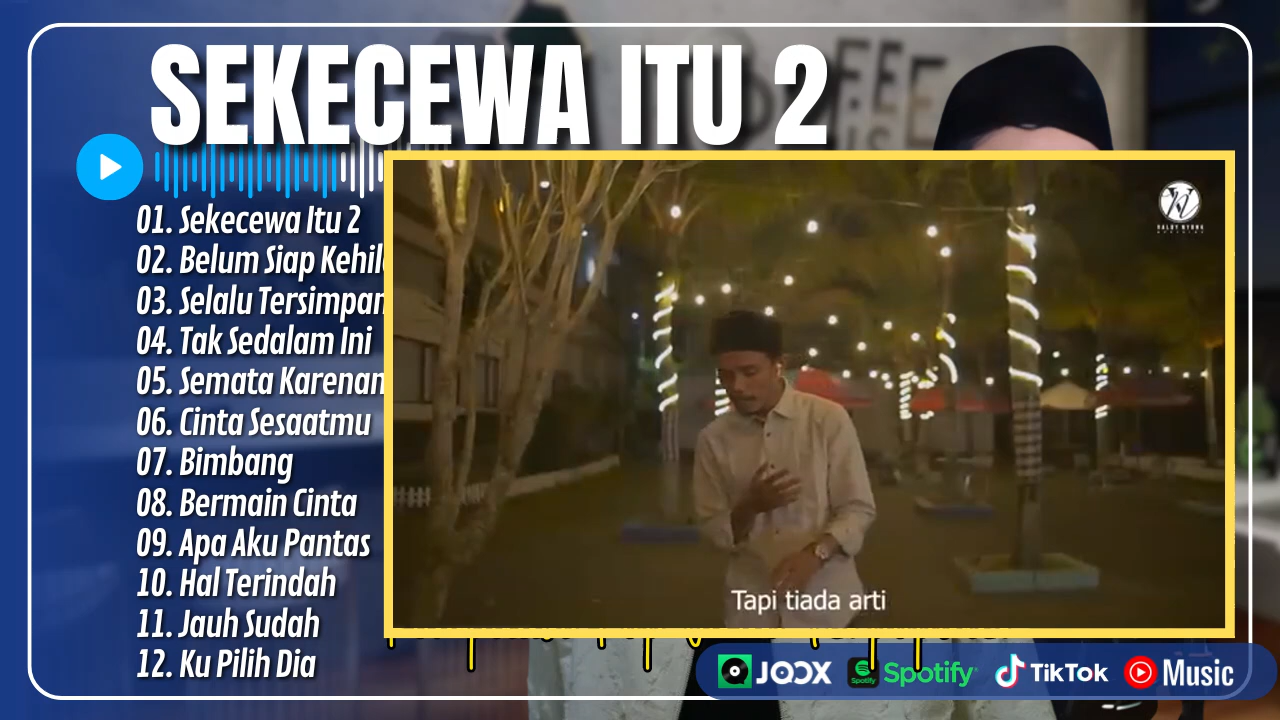 SEKECEWA ITU 2
01. Sekecewa Itu 2
02. Belum Siap
03. Selalu Tersimpan
04. Tak Sedalam Ini
05. Semata
06. Cinta Sesaatmu
07. Bimbang
08. Bermain Cinta
09. Apa Aku Pantas
10. Hal Terindah
11. Jauh Sudah
12. Ku Pilih Dia
Tapi tiada arti
JOOX Spotify Spotify TikTok Music